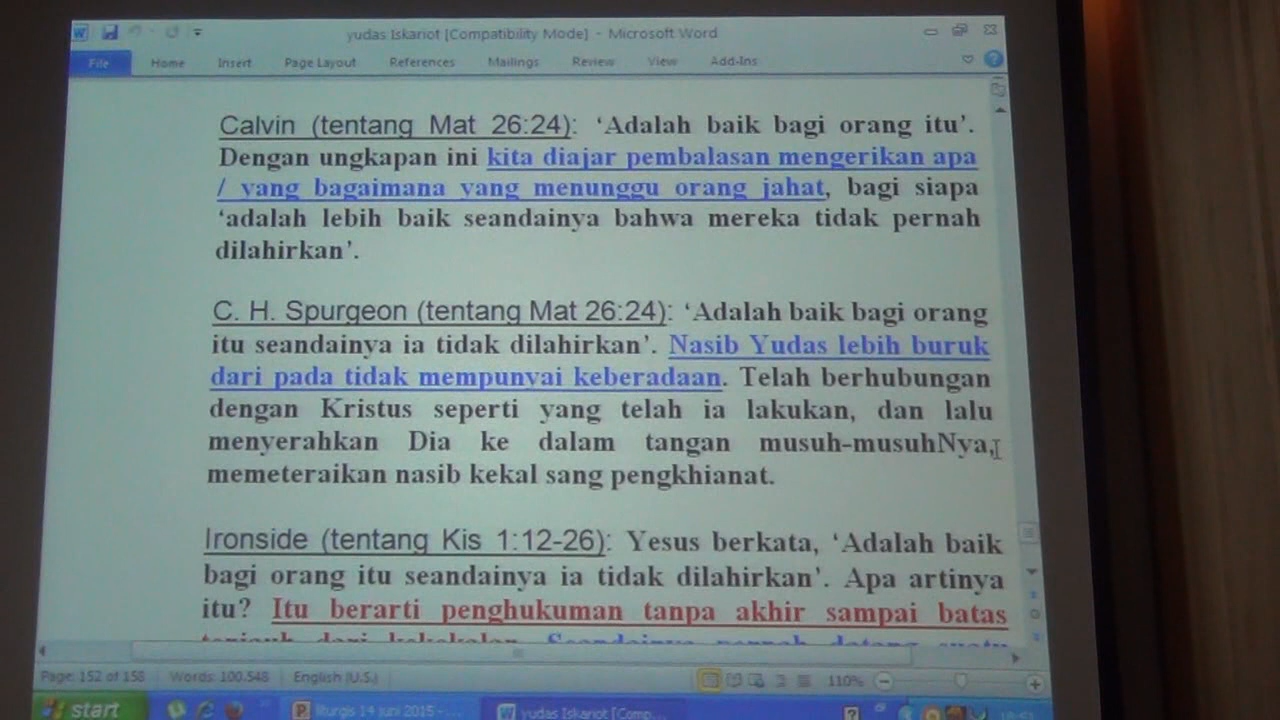 yudas Iskariot [Compatibility Mode] - Microsoft Word
File Home Insert Page Layout References Mailings Review View Add-Ins
Calvin (tentang Mat 26:24): ‘Adalah baik bagi orang itu’.
Dengan ungkapan ini kita diajar pembalasan mengerikan apa
/ yang bagaimana yang menunggu orang jahat, bagi siapa
‘adalah lebih baik seandainya bahwa mereka tidak pernah
dilahirkan’.
C. H. Spurgeon (tentang Mat 26:24): ‘Adalah baik bagi orang
itu seandainya ia tidak dilahirkan’. Nasib Yudas lebih buruk
dari pada tidak mempunyai keberadaan. Telah berhubungan
dengan Kristus seperti yang telah ia lakukan, dan lalu
menyerahkan Dia ke dalam tangan musuh-musuhNya,
memeteraikan nasib kekal sang pengkhianat.
Ironside (tentang Kis 1:12-26): Yesus berkata, ‘Adalah baik
bagi orang itu seandainya ia tidak dilahirkan’. Apa artinya
itu? Itu berarti penghukuman tanpa akhir sampai batas
Page: 152 of 158 Words: 100.548 English (U.S.) 110%
start liturgis 14 juni 2015 -... yudas Iskariot [Comp...